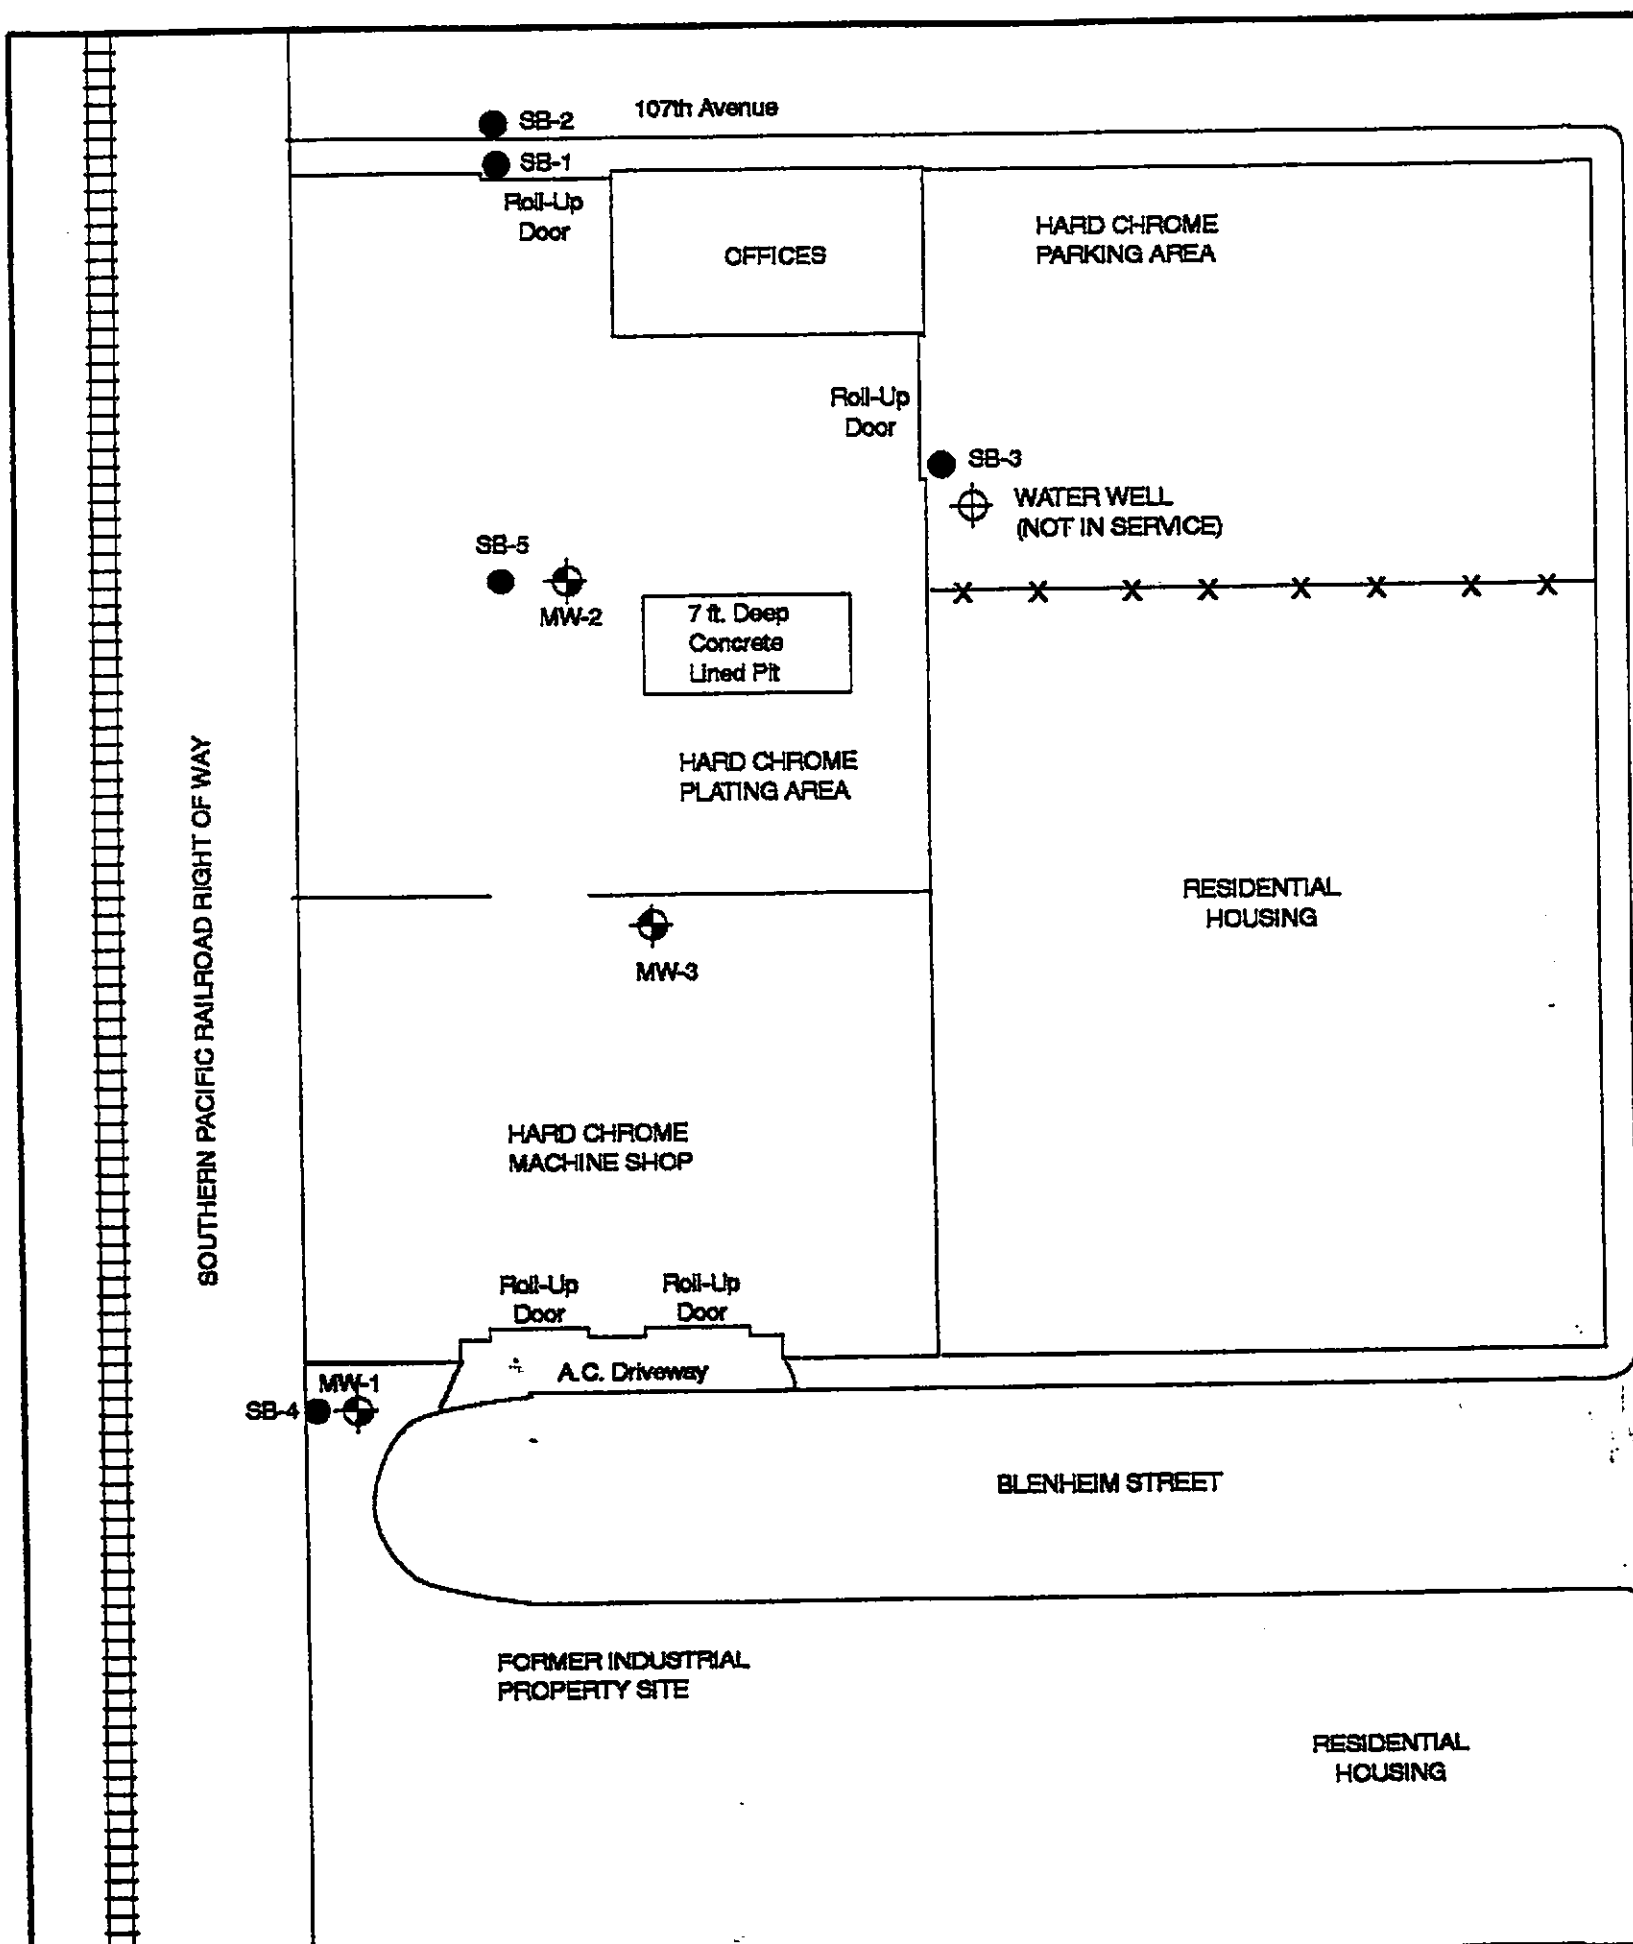 107th Avenue
SB-2
SB-1
Roll-Up
Door
OFFICES
HARD CHROME
PARKING AREA
Roll-Up
Door
SB-3
WATER WELL
(NOT IN SERVICE)
SB-5
MW-2
7 ft. Deep
Concrete
Lined Pit
HARD CHROME
PLATING AREA
SOUTHERN PACIFIC RAILROAD RIGHT OF WAY
RESIDENTIAL
HOUSING
MW-3
HARD CHROME
MACHINE SHOP
Roll-Up
Door
Roll-Up
Door
A.C. Driveway
MW-1
SB-4
BLENHEIM STREET
FORMER INDUSTRIAL
PROPERTY SITE
RESIDENTIAL
HOUSING